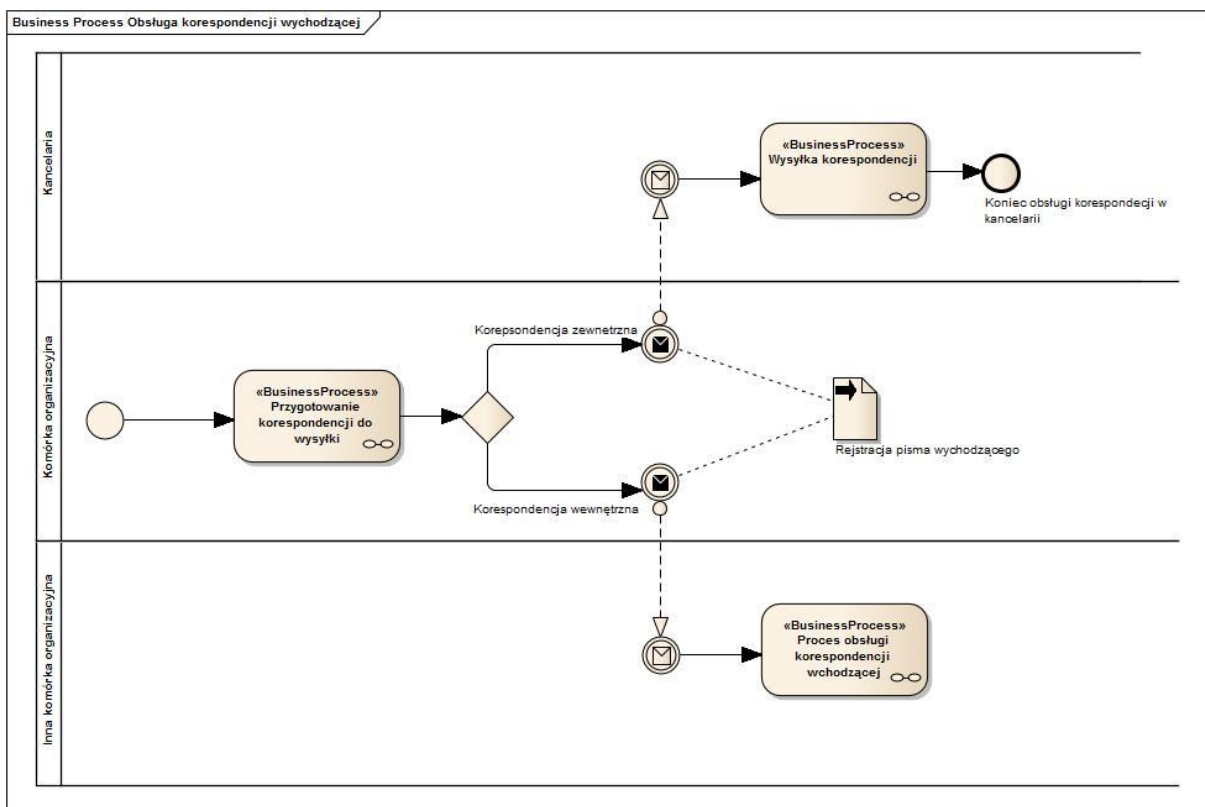 Business Process Obsługa korespondencji wychodzącej
Kancelaria
«BusinessProcess»
Wysyłka korespondencji
Koniec obsługi korespondecji w
kancelarii
Komórka organizacyjna
«BusinessProcess»
Przygotowanie
korespondencji do
wysyłki
Korepsondencja zewnetrzna
Korespondencja wewnętrzna
Rejstracja pisma wychodzącego
Inna komórka organizacyjna
«BusinessProcess»
Proces obsługi
korespondencji
wchodzącej